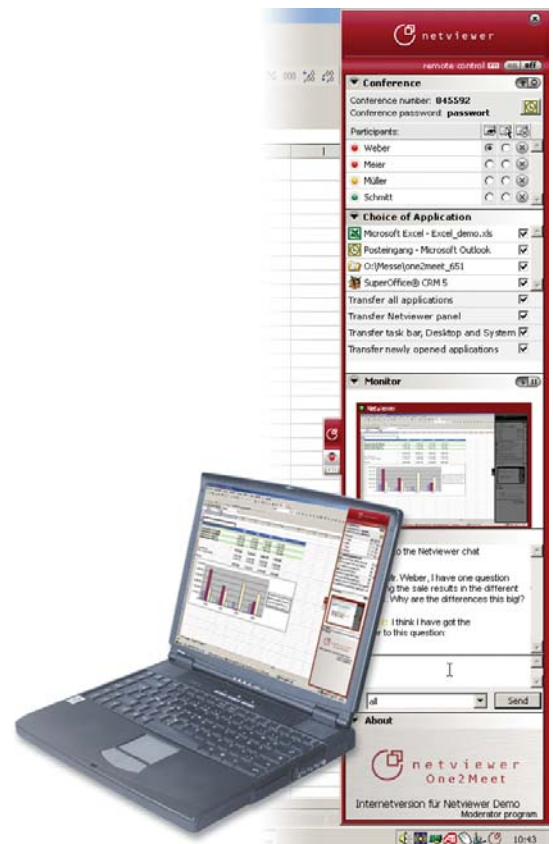 netviewer
remote control
off
Conference
Conference number: 845592
Conference password: passwort
Participants:
Weber
Meier
Müller
Schmitt
Choice of Application
Microsoft Excel - Excel_demo.xls
Posteingang - Microsoft Outlook
O:\Messe\one2meet_651
SuperOffice® CRM 5
Transfer all applications
Transfer Netviewer panel
Transfer task bar, Desktop and System
Transfer newly opened applications
Monitor
Netviewer
to the Netviewer chat
Mr. Weber, I have one question
the sale results in the different
Why are the differences this big!?
I think I have got the
to this question:
all
Send
About
netviewer
One2Meet
Internetversion für Netviewer Demo
Moderator program
10:43